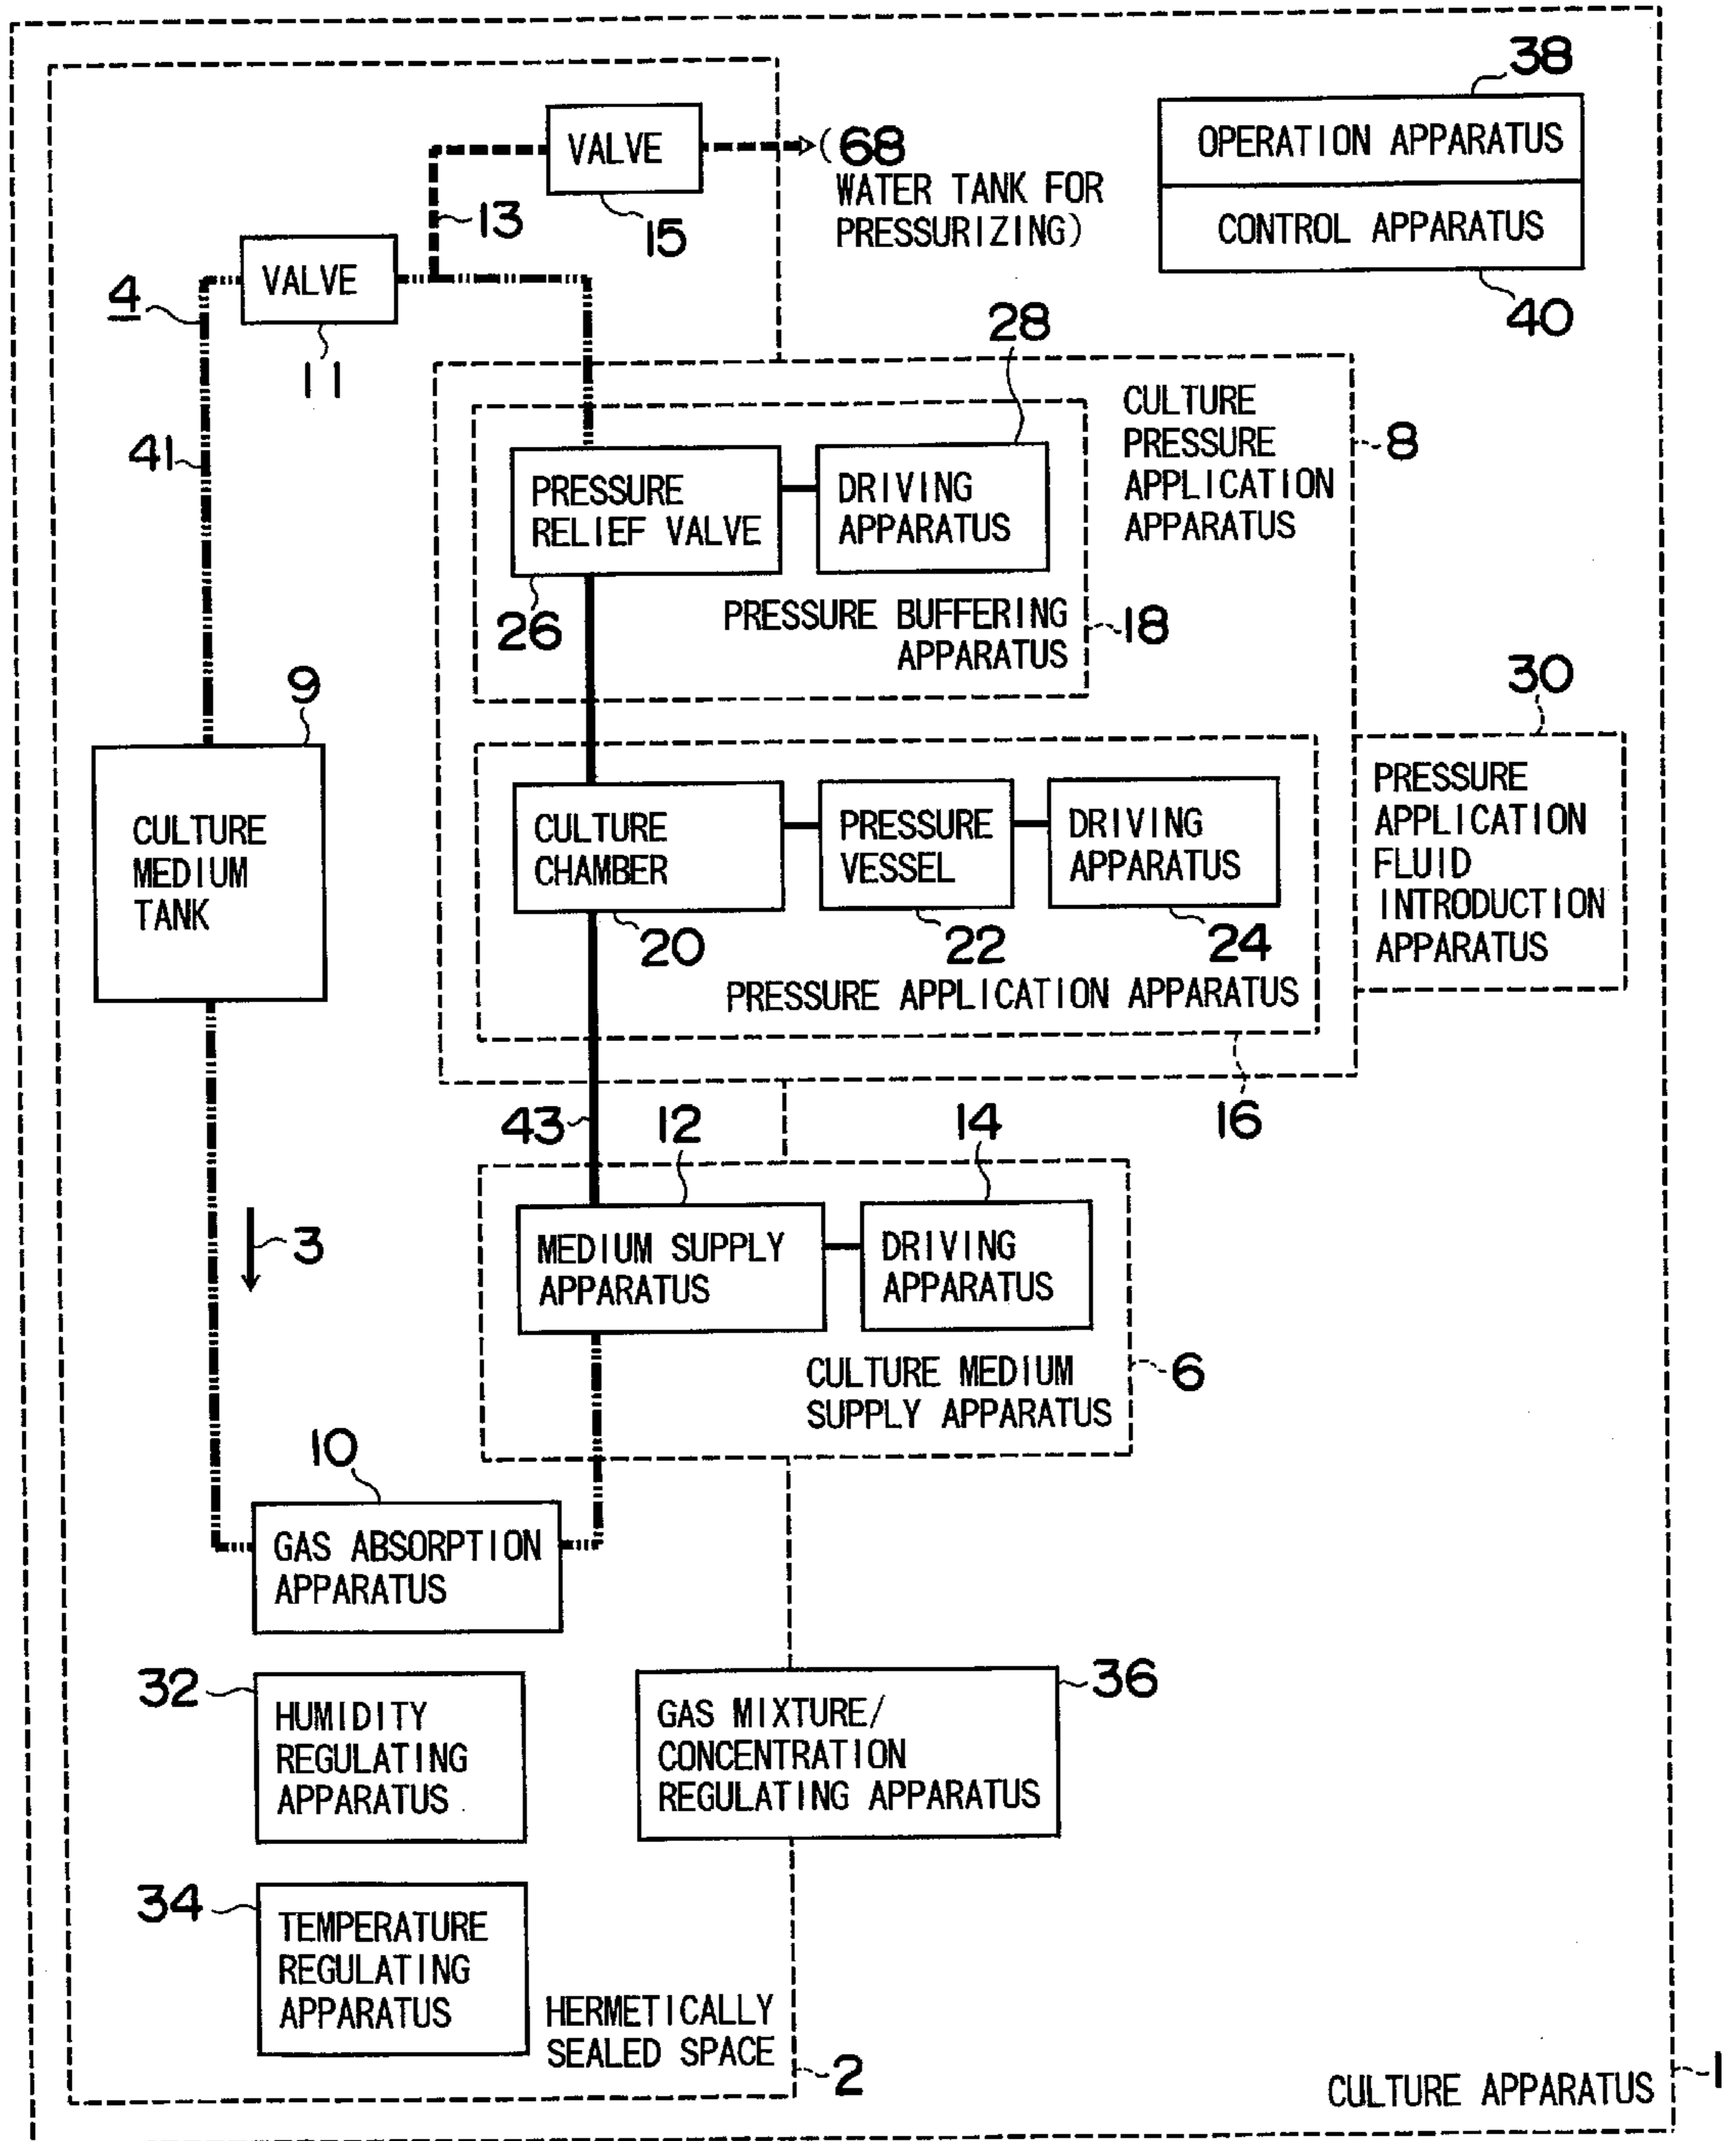 38
OPERATION APPARATUS
CONTROL APPARATUS
40
VALVE
15
(68
WATER TANK FOR
PRESSURIZING)
13
VALVE
11
4
41
28
CULTURE
PRESSURE
APPLICATION
APPARATUS
8
PRESSURE
RELIEF VALVE
26
DRIVING
APPARATUS
PRESSURE BUFFERING
APPARATUS
18
9
CULTURE
MEDIUM
TANK
30
PRESSURE
APPLICATION
FLUID
INTRODUCTION
APPARATUS
CULTURE
CHAMBER
20
PRESSURE
VESSEL
22
DRIVING
APPARATUS
24
PRESSURE APPLICATION APPARATUS
16
43
12
14
3
MEDIUM SUPPLY
APPARATUS
DRIVING
APPARATUS
CULTURE MEDIUM
SUPPLY APPARATUS
6
10
GAS ABSORPTION
APPARATUS
32
HUMIDITY
REGULATING
APPARATUS
36
GAS MIXTURE/
CONCENTRATION
REGULATING APPARATUS
34
TEMPERATURE
REGULATING
APPARATUS
HERMETICALLY
SEALED SPACE
2
CULTURE APPARATUS
1